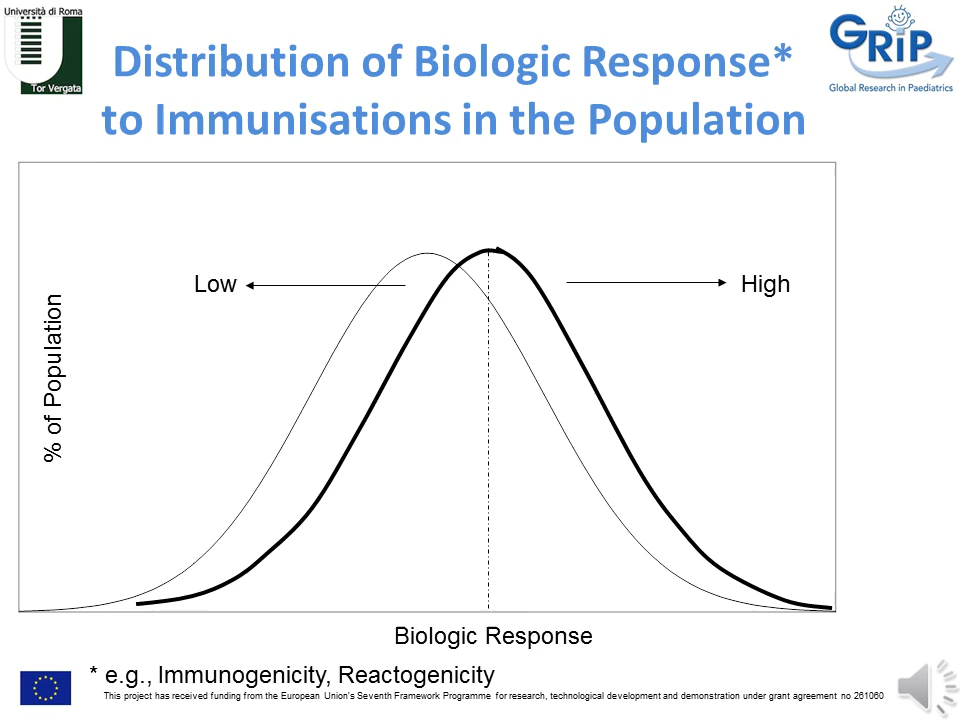 Università di Roma
Tor Vergata
GRiP
Global Research in Paediatrics
Distribution of Biologic Response*
to Immunisations in the Population
Low
High
% of Population
Biologic Response
* e.g., Immunogenicity, Reactogenicity
This project has received funding from the European Union's Seventh Framework Programme for research, technological development and demonstration under grant agreement no 261060